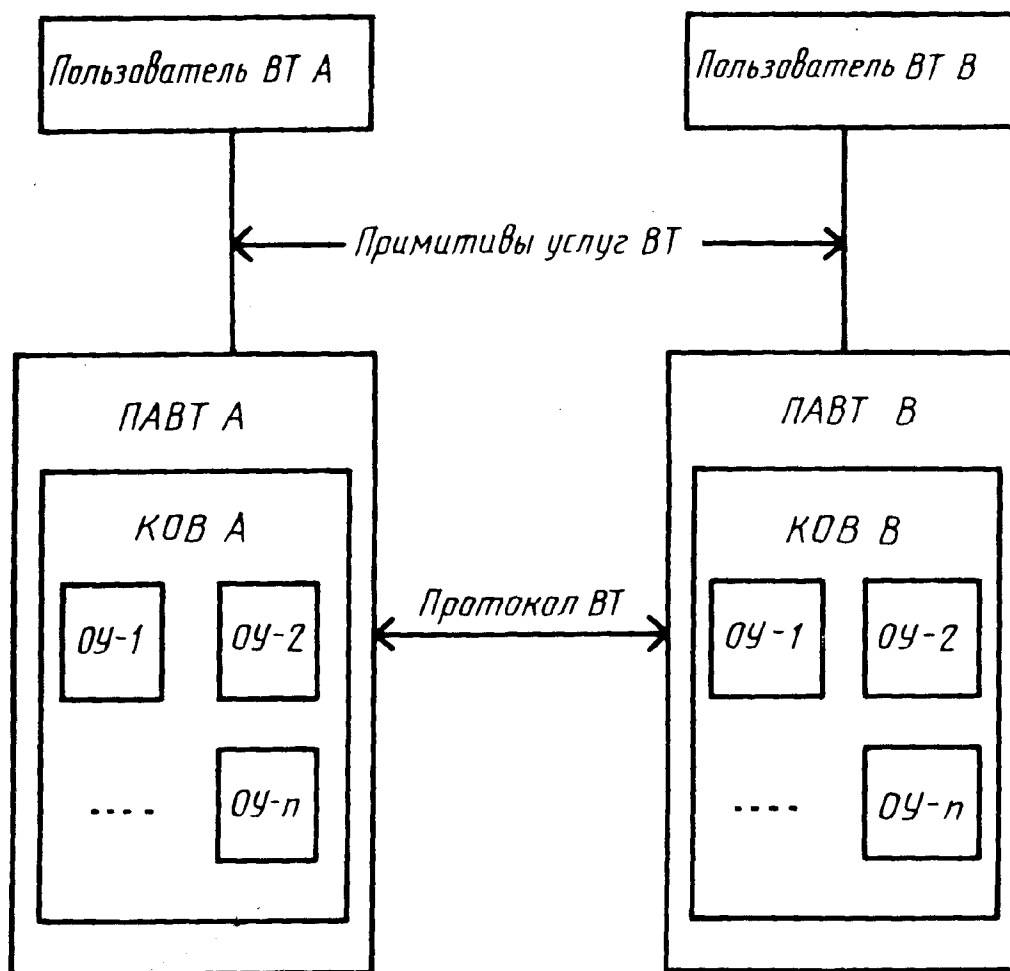 Пользователь ВТ А
Пользователь ВТ В
Примитивы услуг ВТ
ПАВТ А
ПАВТ В
КОВ А
КОВ В
Протокол ВТ
ОУ-1
ОУ-2
ОУ-1
ОУ-2
....
ОУ-n
....
ОУ-n